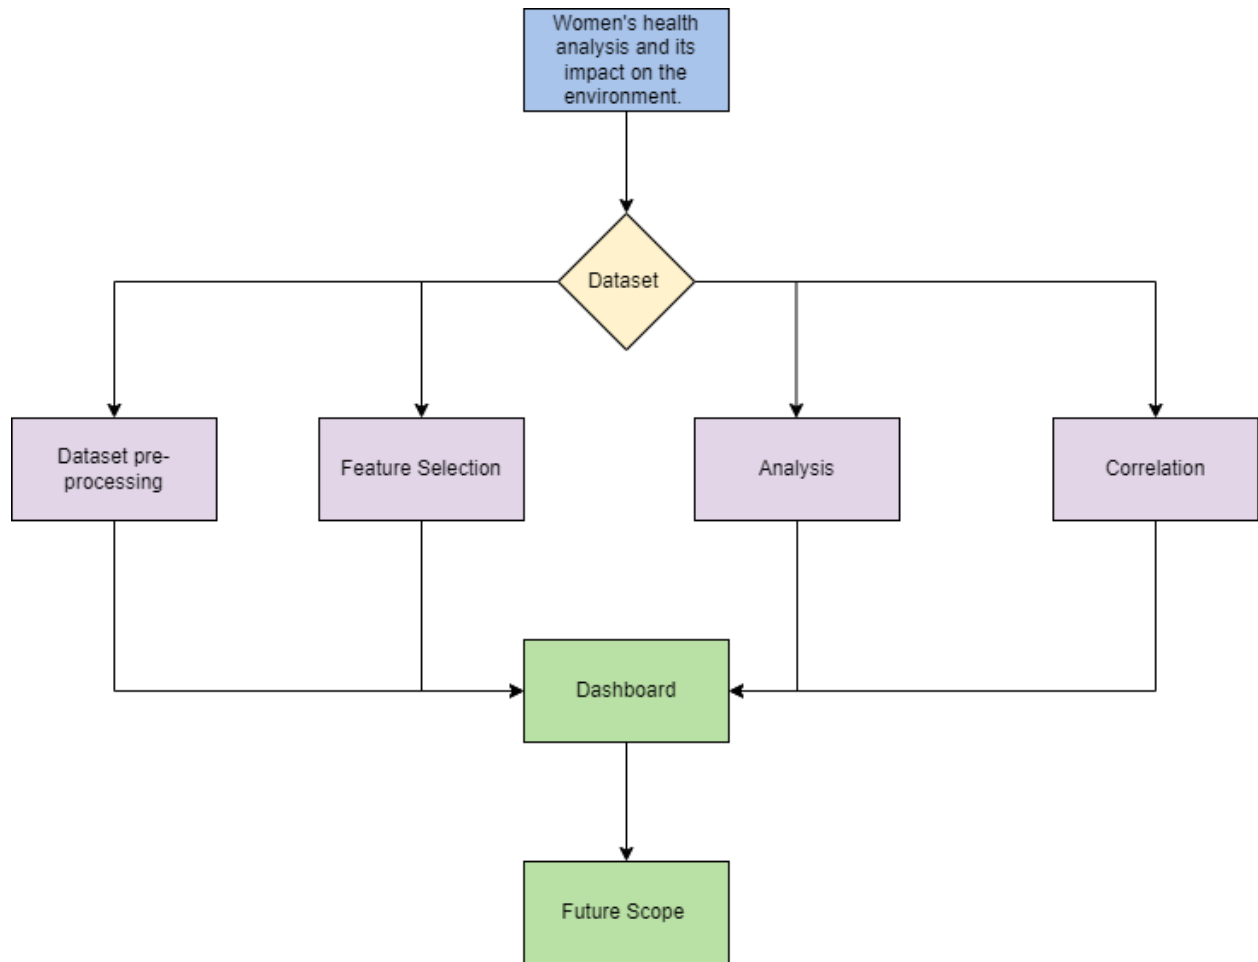 Women's health
analysis and its
impact on the
environment.
Dataset
Dataset pre-
processing
Feature Selection
Analysis
Correlation
Dashboard
Future Scope